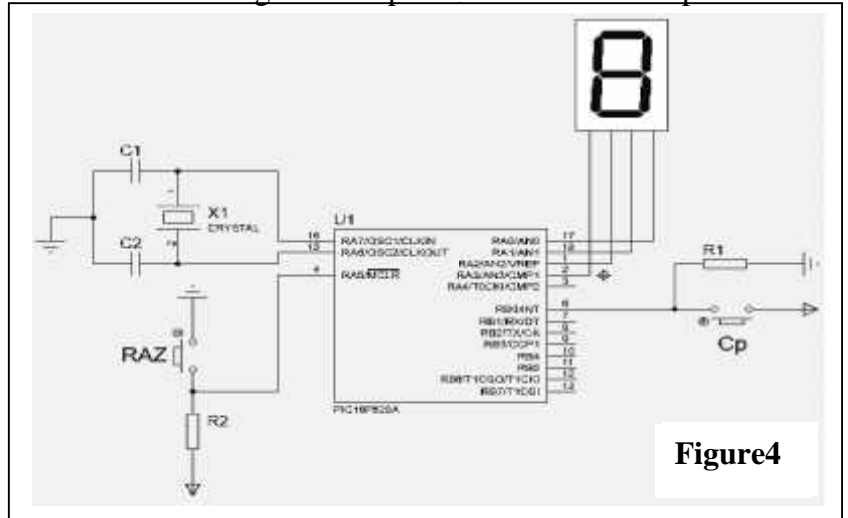 C1
X1
CRYSTAL
C2
U1
16
15
4
RA7/OSC1/CLKIN
RA6/OSC2/CLKOUT
RA5/MCLR
RA0/AN0
RA1/AN1
RA2/AN2/VREF
RA3/AN3/CMP1
RA4/T0CKI/CMP2
RB0/INT
RB1/RX/DT
RB2/TX/CK
RB3/CCP1
RB4
RB5
RB6/T1OSO/T1CKI
RB7/T1OSI
17
18
1
2
3
6
7
8
9
10
11
12
13
R1
Cp
RAZ
R2
Figure4